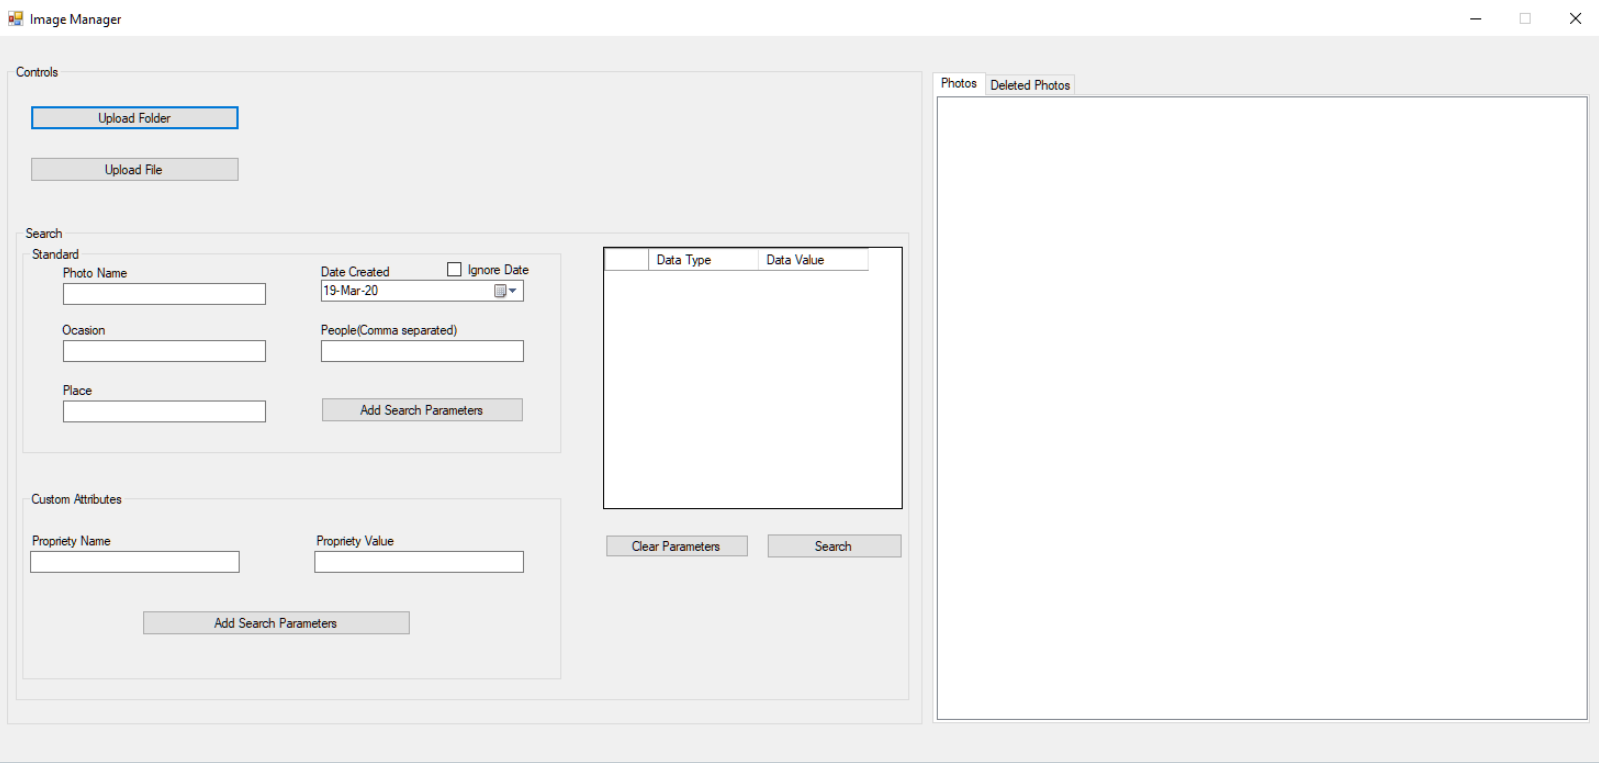 Image Manager
Controls
Upload Folder
Upload File
Photos
Deleted Photos
Search
Standard
Photo Name
Date Created
Ignore Date
19-Mar-20
Ocasion
People(Comma separated)
Place
Add Search Parameters
Data Type
Data Value
Custom Attributes
Propriety Name
Propriety Value
Add Search Parameters
Clear Parameters
Search